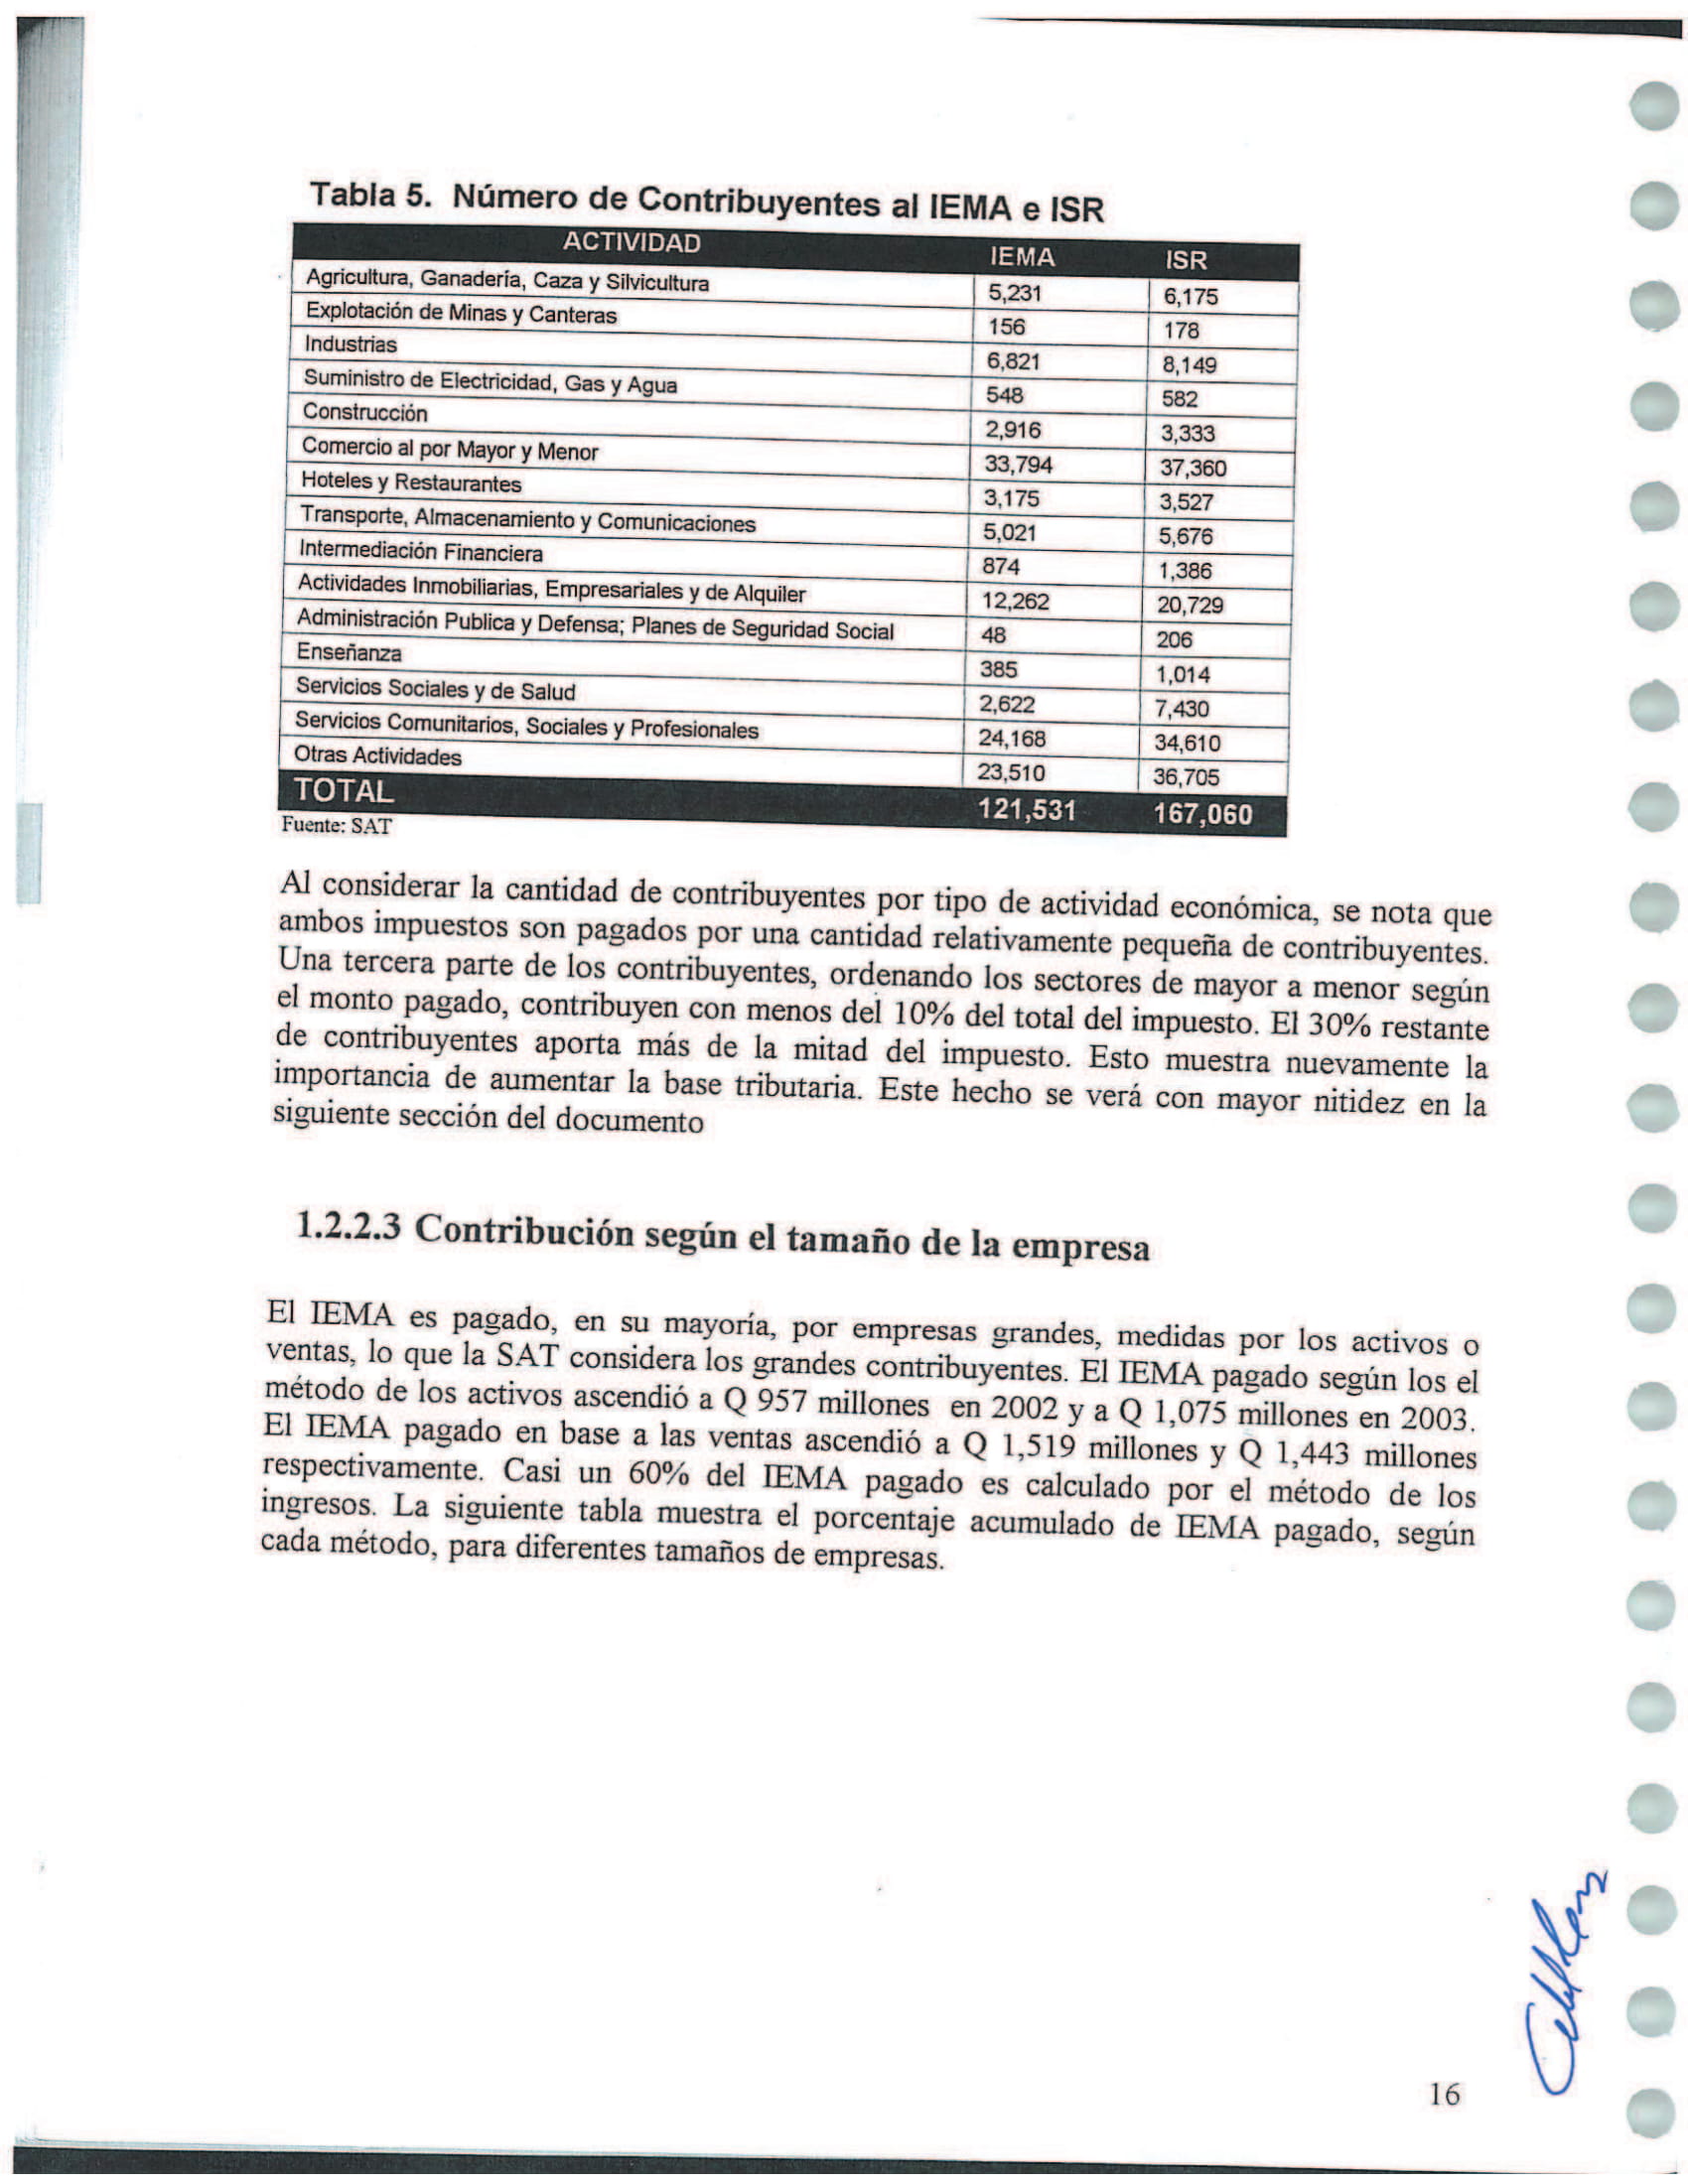 Tabla 5. Número de Contribuyentes al IEMA e ISR
ACTIVIDAD IEMA ISR
Agricultura, Ganadería, Caza y Silvicultura 5,231 6,175
Explotación de Minas y Canteras 156 178
Industrias 6,821 8,149
Suministro de Electricidad, Gas y Agua 548 582
Construcción 2,916 3,333
Comercio al por Mayor y Menor 33,794 37,360
Hoteles y Restaurantes 3,175 3,527
Transporte, Almacenamiento y Comunicaciones 5,021 5,676
Intermediación Financiera 874 1,386
Actividades Inmobiliarias, Empresariales y de Alquiler 12,262 20,729
Administración Publica y Defensa; Planes de Seguridad Social 48 206
Enseñanza 385 1,014
Servicios Sociales y de Salud 2,622 7,430
Servicios Comunitarios, Sociales y Profesionales 24,168 34,610
Otras Actividades 23,510 36,705
TOTAL 121,531 167,060
Fuente: SAT
Al considerar la cantidad de contribuyentes por tipo de actividad económica, se nota que
ambos impuestos son pagados por una cantidad relativamente pequeña de contribuyentes.
Una tercera parte de los contribuyentes, ordenando los sectores de mayor a menor según
el monto pagado, contribuyen con menos del 10% del total del impuesto. El 30% restante
de contribuyentes aporta más de la mitad del impuesto. Esto muestra nuevamente la
importancia de aumentar la base tributaria. Este hecho se verá con mayor nitidez en la
siguiente sección del documento
1.2.2.3 Contribución según el tamaño de la empresa
El IEMA es pagado, en su mayoría, por empresas grandes, medidas por los activos o
ventas, lo que la SAT considera los grandes contribuyentes. El IEMA pagado según los el
método de los activos ascendió a Q 957 millones en 2002 y a Q 1,075 millones en 2003.
El IEMA pagado en base a las ventas ascendió a Q 1,519 millones y Q 1,443 millones
respectivamente. Casi un 60% del IEMA pagado es calculado por el método de los
ingresos. La siguiente tabla muestra el porcentaje acumulado de IEMA pagado, según
cada método, para diferentes tamaños de empresas.
16